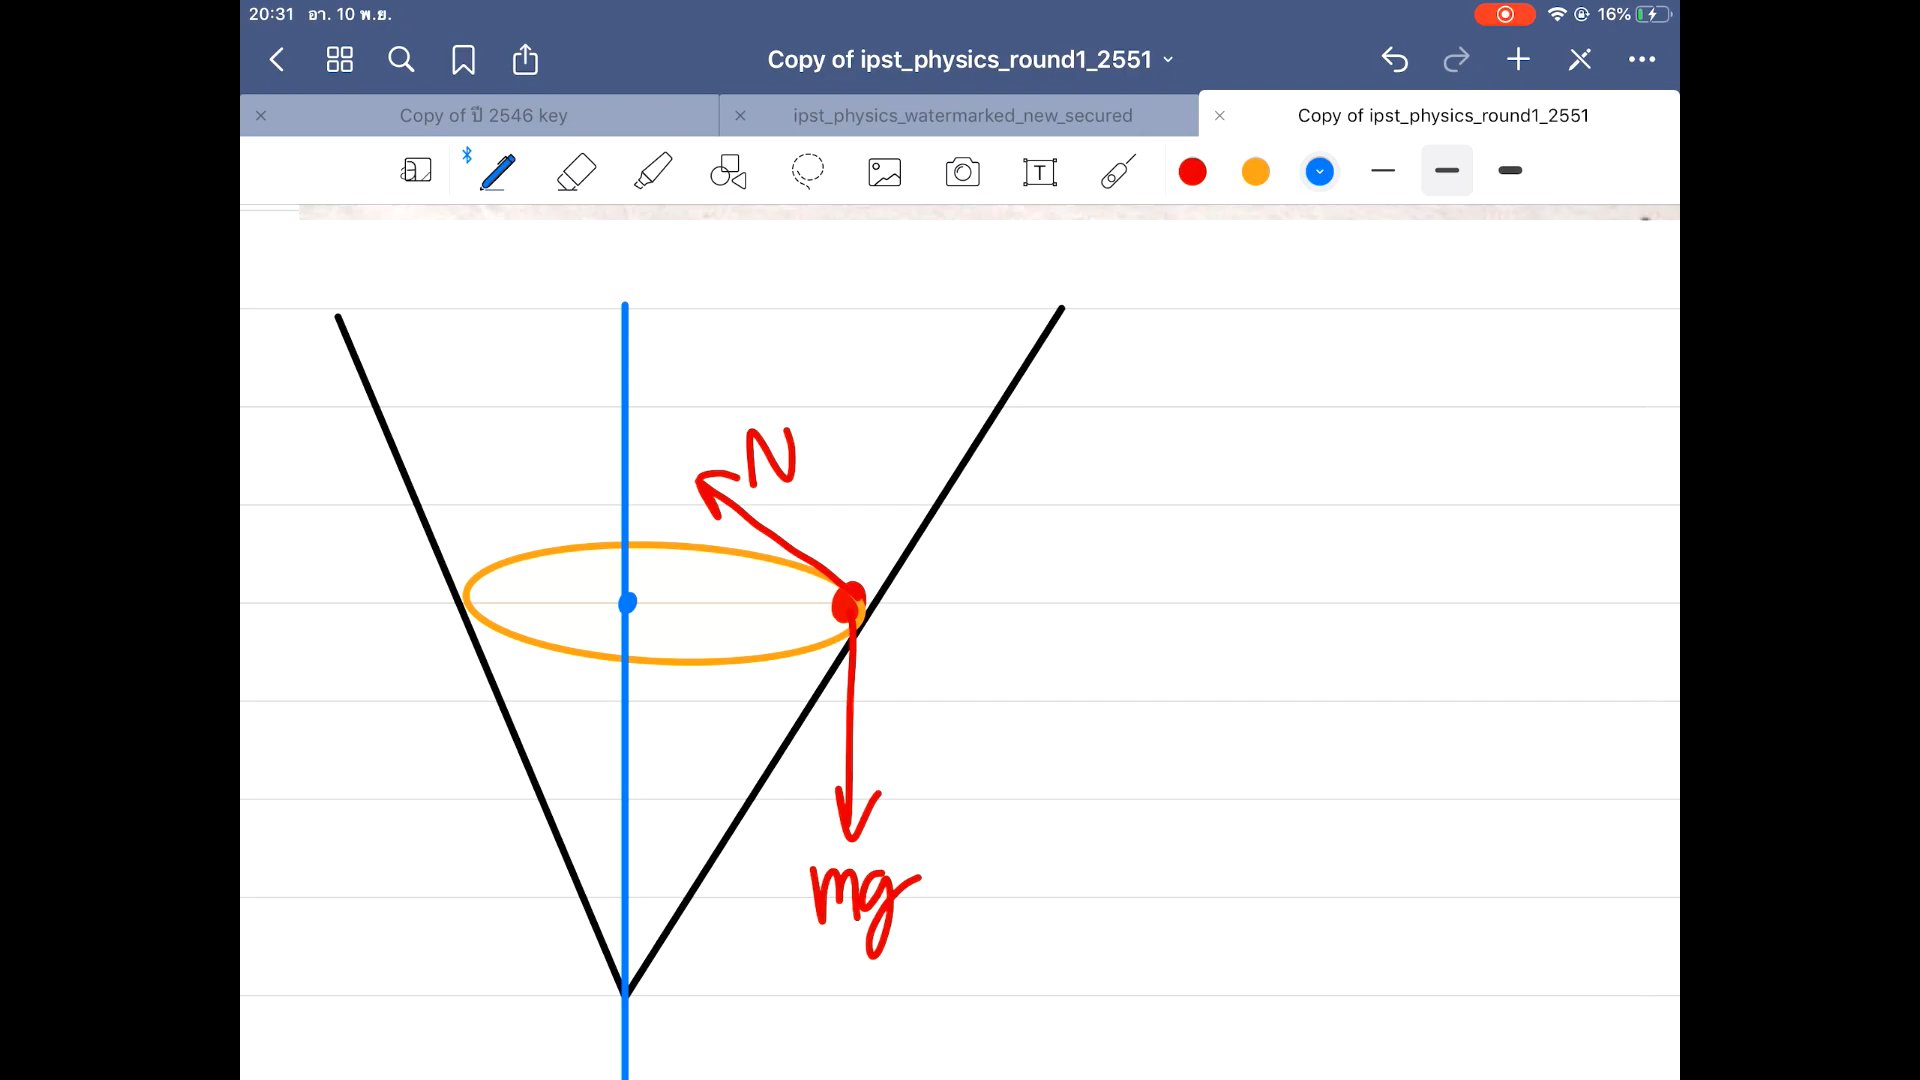 20:31 อา. 10 พ.ย.
16%
Copy of ipst_physics_round1_2551
Copy of ปี 2546 key
ipst_physics_watermarked_new_secured
Copy of ipst_physics_round1_2551
a
T
N
mg